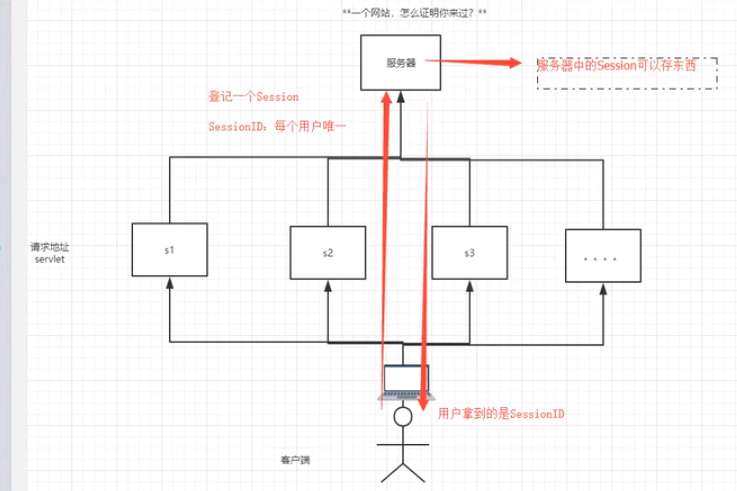 **一个网站，怎么证明你来过？**
服务器
服务器中的Session可以存东西
登记一个Session
SessionID：每个用户唯一
请求地址
servlet
s1
s2
s3
....
用户拿到的是SessionID
客户端